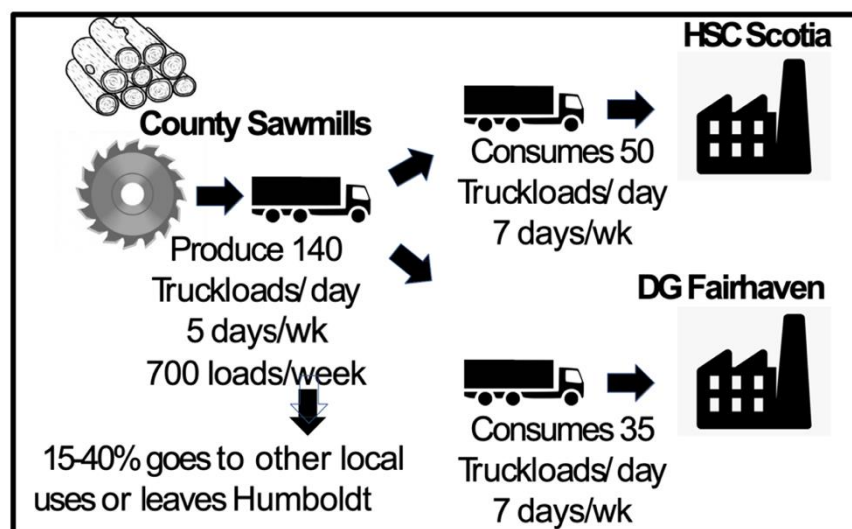 County Sawmills
Produce 140
Truckloads/ day
5 days/wk
700 loads/week
15-40% goes to other local
uses or leaves Humboldt
HSC Scotia
Consumes 50
Truckloads/ day
7 days/wk
DG Fairhaven
Consumes 35
Truckloads/ day
7 days/wk